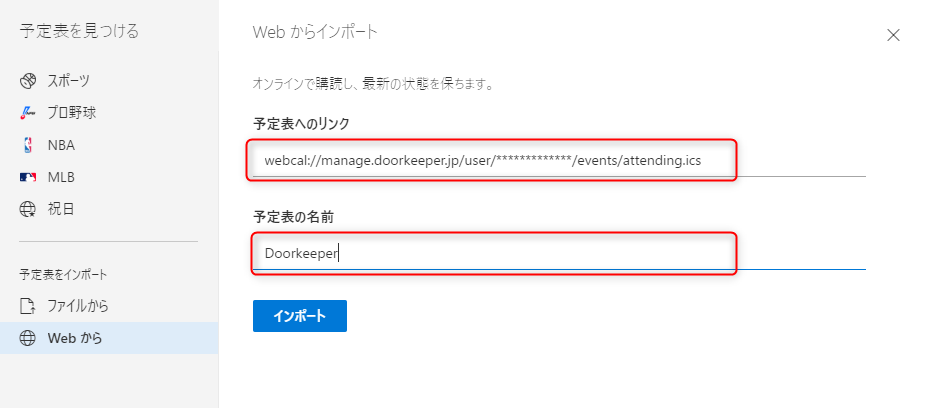 予定表を見つける
スポーツ
プロ野球
NBA
MLB
祝日
予定表をインポート
ファイルから
Web から
Web からインポート
オンラインで購読し、最新の状態を保ちます。
予定表へのリンク
webcal://manage.doorkeeper.jp/user/*************/events/attending.ics
予定表の名前
Doorkeeper
インポート